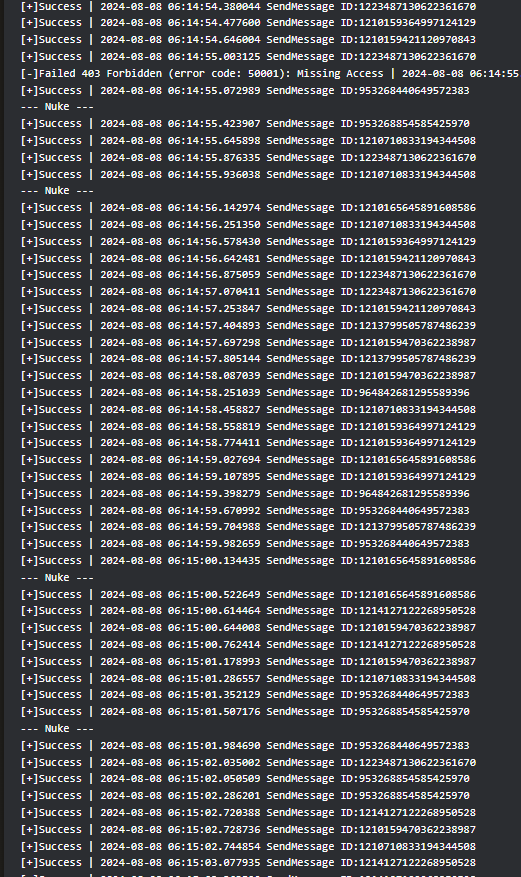 [+]Success | 2024-08-08 06:14:54.380044 SendMessage ID:1223487130622361670
[+]Success | 2024-08-08 06:14:54.477600 SendMessage ID:1210159364997124129
[+]Success | 2024-08-08 06:14:54.646004 SendMessage ID:1210159421120970843
[+]Success | 2024-08-08 06:14:55.003125 SendMessage ID:1223487130622361670
[-]Failed 403 Forbidden (error code: 50001): Missing Access | 2024-08-08 06:14:55
[+]Success | 2024-08-08 06:14:55.072989 SendMessage ID:953268440649572383
--- Nuke ---
[+]Success | 2024-08-08 06:14:55.423907 SendMessage ID:953268854585425970
[+]Success | 2024-08-08 06:14:55.645898 SendMessage ID:1210710833194344508
[+]Success | 2024-08-08 06:14:55.876335 SendMessage ID:1223487130622361670
[+]Success | 2024-08-08 06:14:55.936038 SendMessage ID:1210710833194344508
--- Nuke ---
[+]Success | 2024-08-08 06:14:56.142974 SendMessage ID:1210165645891608586
[+]Success | 2024-08-08 06:14:56.251350 SendMessage ID:1210710833194344508
[+]Success | 2024-08-08 06:14:56.578430 SendMessage ID:1210159364997124129
[+]Success | 2024-08-08 06:14:56.642481 SendMessage ID:1210159421120970843
[+]Success | 2024-08-08 06:14:56.875059 SendMessage ID:1223487130622361670
[+]Success | 2024-08-08 06:14:57.070411 SendMessage ID:1223487130622361670
[+]Success | 2024-08-08 06:14:57.253847 SendMessage ID:1210159421120970843
[+]Success | 2024-08-08 06:14:57.404893 SendMessage ID:1213799505787486239
[+]Success | 2024-08-08 06:14:57.697298 SendMessage ID:1210159470362238987
[+]Success | 2024-08-08 06:14:57.805144 SendMessage ID:1213799505787486239
[+]Success | 2024-08-08 06:14:58.087039 SendMessage ID:1210159470362238987
[+]Success | 2024-08-08 06:14:58.251039 SendMessage ID:964842681295589396
[+]Success | 2024-08-08 06:14:58.458827 SendMessage ID:1210710833194344508
[+]Success | 2024-08-08 06:14:58.558819 SendMessage ID:1210159364997124129
[+]Success | 2024-08-08 06:14:58.774411 SendMessage ID:1210159364997124129
[+]Success | 2024-08-08 06:14:59.027694 SendMessage ID:1210165645891608586
[+]Success | 2024-08-08 06:14:59.107895 SendMessage ID:1210159364997124129
[+]Success | 2024-08-08 06:14:59.398279 SendMessage ID:964842681295589396
[+]Success | 2024-08-08 06:14:59.670992 SendMessage ID:953268440649572383
[+]Success | 2024-08-08 06:14:59.704988 SendMessage ID:1213799505787486239
[+]Success | 2024-08-08 06:14:59.982659 SendMessage ID:953268440649572383
[+]Success | 2024-08-08 06:15:00.134435 SendMessage ID:1210165645891608586
--- Nuke ---
[+]Success | 2024-08-08 06:15:00.522649 SendMessage ID:1210165645891608586
[+]Success | 2024-08-08 06:15:00.614464 SendMessage ID:1214127122268950528
[+]Success | 2024-08-08 06:15:00.644008 SendMessage ID:1210159470362238987
[+]Success | 2024-08-08 06:15:00.762414 SendMessage ID:1214127122268950528
[+]Success | 2024-08-08 06:15:01.178993 SendMessage ID:1210159470362238987
[+]Success | 2024-08-08 06:15:01.286557 SendMessage ID:1210710833194344508
[+]Success | 2024-08-08 06:15:01.352129 SendMessage ID:953268440649572383
[+]Success | 2024-08-08 06:15:01.507176 SendMessage ID:953268854585425970
--- Nuke ---
[+]Success | 2024-08-08 06:15:01.984690 SendMessage ID:953268440649572383
[+]Success | 2024-08-08 06:15:02.035002 SendMessage ID:1223487130622361670
[+]Success | 2024-08-08 06:15:02.050509 SendMessage ID:953268854585425970
[+]Success | 2024-08-08 06:15:02.286201 SendMessage ID:953268854585425970
[+]Success | 2024-08-08 06:15:02.720388 SendMessage ID:1214127122268950528
[+]Success | 2024-08-08 06:15:02.728736 SendMessage ID:1210159470362238987
[+]Success | 2024-08-08 06:15:02.744854 SendMessage ID:1210710833194344508
[+]Success | 2024-08-08 06:15:03.077935 SendMessage ID:1214127122268950528